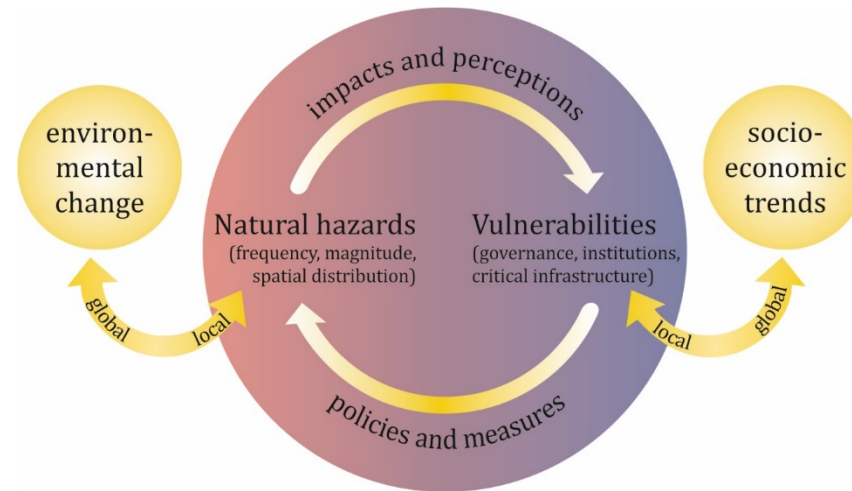 impacts and perceptions
environ-
mental
change
socio-
economic
trends
Natural hazards
(frequency, magnitude,
spatial distribution)
Vulnerabilities
(governance, institutions,
critical infrastructure)
global
local
local
global
policies and measures